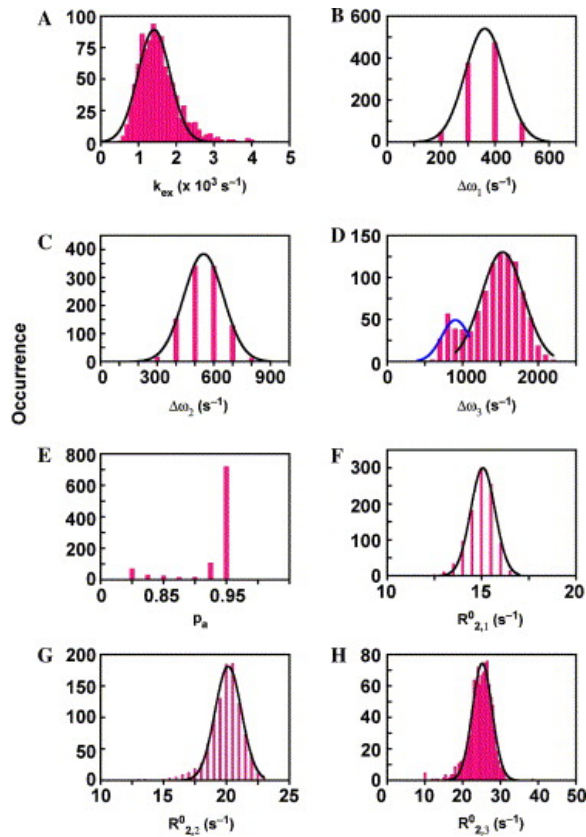 A
100
75
50
25
0
0 1 2 3 4 5
k_ex (x 10³ s⁻¹)
B
600
400
200
0
0 200 400 600
Δω₁ (s⁻¹)
C
400
300
200
100
0
0 300 600 900
Δω₂ (s⁻¹)
D
150
125
50
0
0 1000 2000
Δω₃ (s⁻¹)
Occurrence
E
800
600
400
200
0
0 0.85 0.95
pₐ
F
300
200
100
0
10 15 20
R⁰₂,₁ (s⁻¹)
G
200
150
100
50
0
10 15 20 25
R⁰₂,₂ (s⁻¹)
H
80
60
40
20
0
0 10 20 30 40 50
R⁰₂,₃ (s⁻¹)